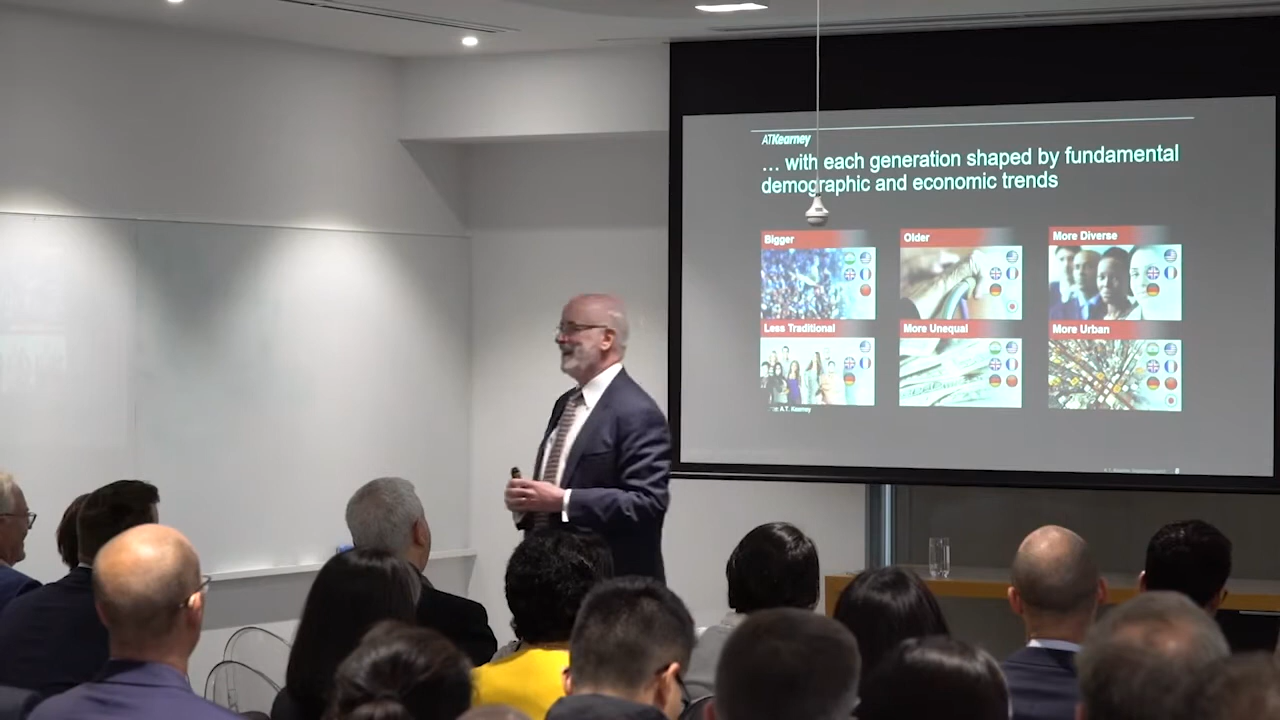 ATKearney
... with each generation shaped by fundamental
demographic and economic trends
Bigger
Older
More Diverse
Less Traditional
More Unequal
More Urban
A.T. Kearney